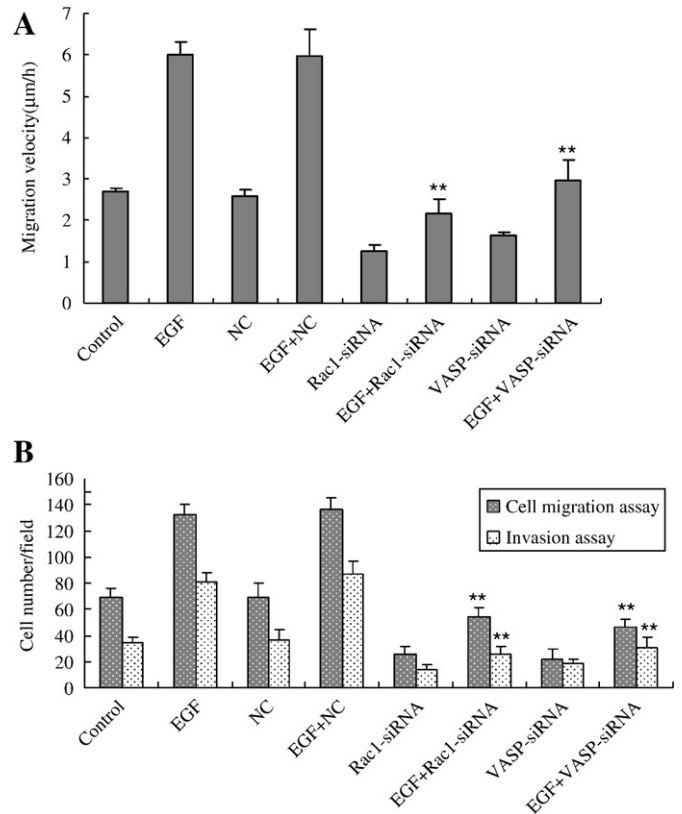 A
Migration velocity(μm/h)
7
6
5
4
3
2
1
0
**
**
Control
EGF
NC
EGF+NC
Rac1-siRNA
EGF+Rac1-siRNA
VASP-siRNA
EGF+VASP-siRNA
B
Cell number/field
160
140
120
100
80
60
40
20
0
Cell migration assay
Invasion assay
**
**
**
**
Control
EGF
NC
EGF+NC
Rac1-siRNA
EGF+Rac1-siRNA
VASP-siRNA
EGF+VASP-siRNA